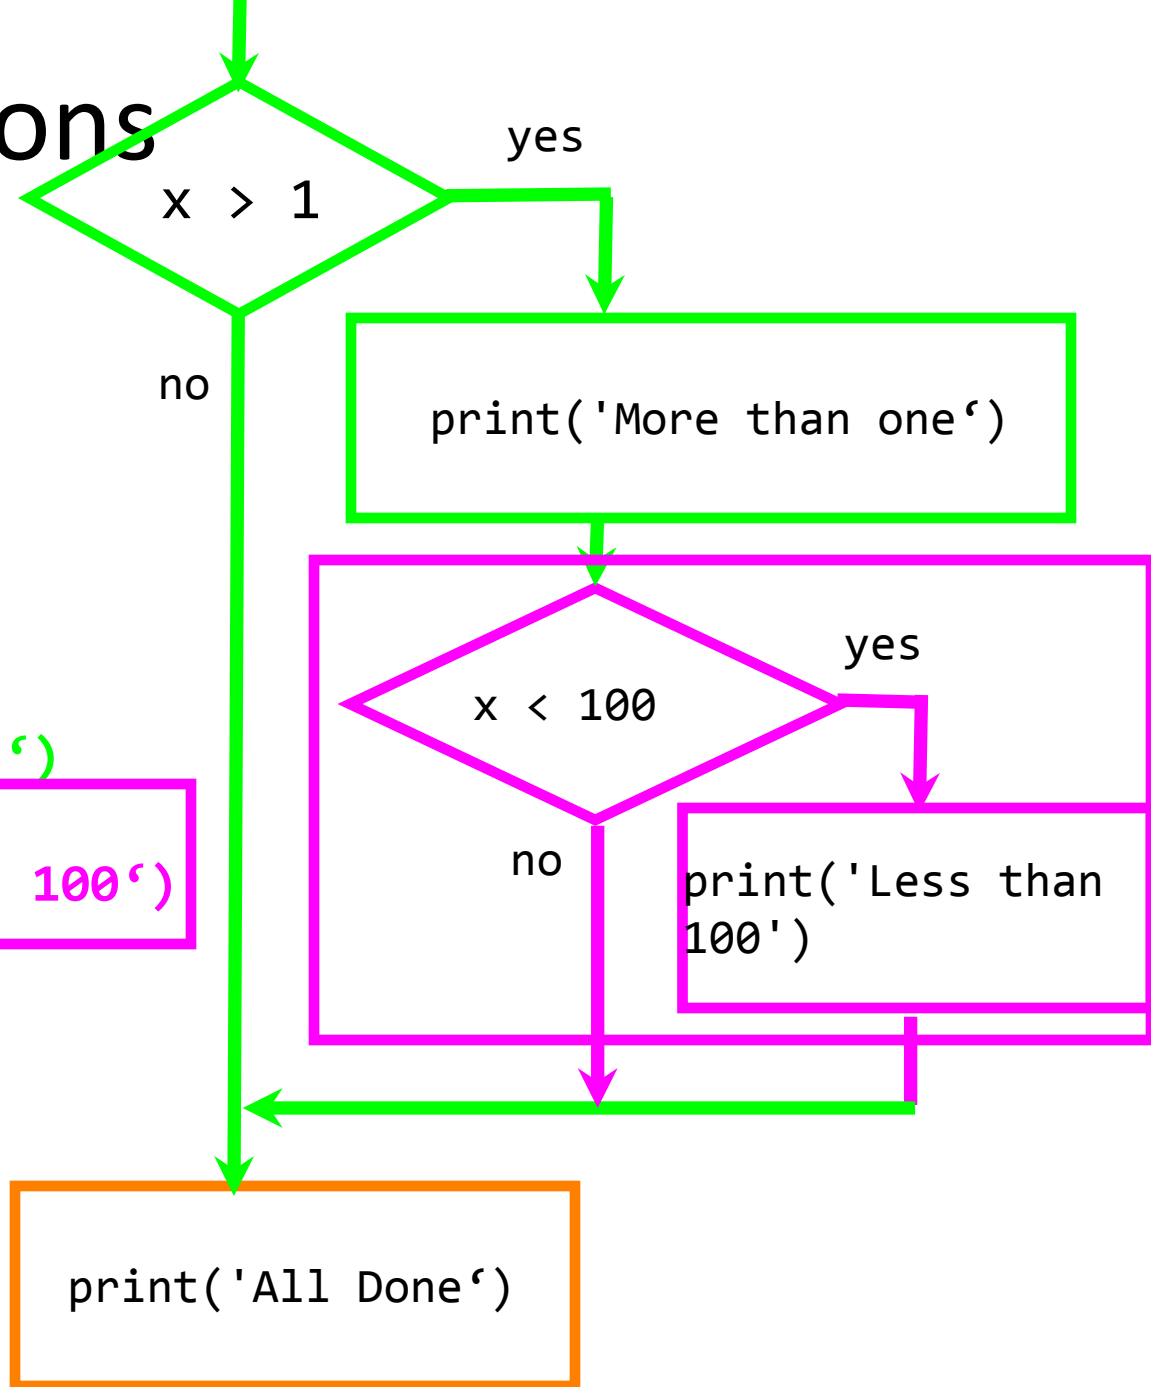 ons
yes
x > 1
no
print('More than one‘)
yes
x < 100
‘)
no
100‘)
print('Less than
100')
print('All Done‘)